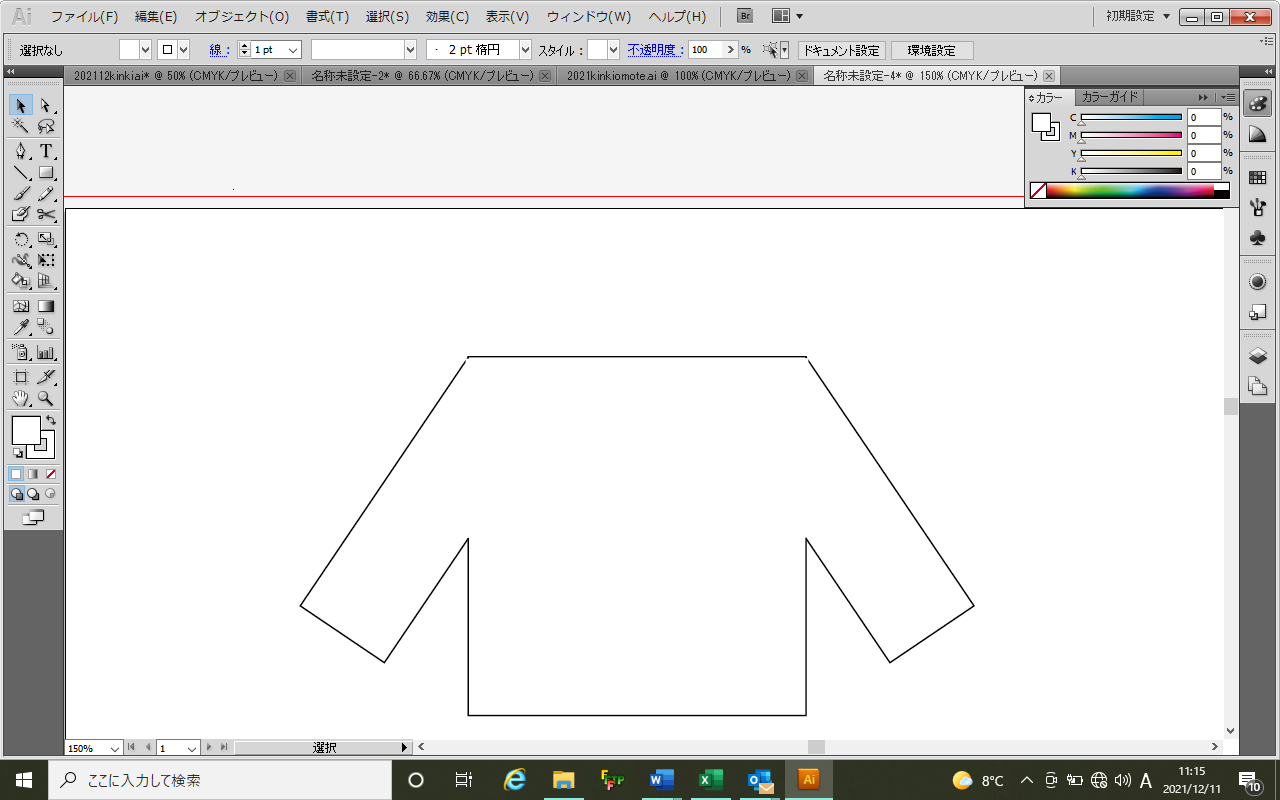 Ai ファイル(F) 編集(E) オブジェクト(O) 書式(T) 選択(S) 効果(C) 表示(V) ウィンドウ(W) ヘルプ(H) Br 初期設定
選択なし 線： 1 pt 2 pt 楕円 スタイル： 不透明度： 100 % ドキュメント設定 環境設定
202112kinkiai* @ 50% (CMYK/プレビュー) 名称未設定-2* @ 66.67% (CMYK/プレビュー) 2021kinkiomote.ai @ 100% (CMYK/プレビュー) 名称未設定-4* @ 150% (CMYK/プレビュー)
カラー カラーガイド
C 0 %
M 0 %
Y 0 %
K 0 %
T
150% 1 選択
ここに入力して検索 8°C A 11:15
2021/12/11 10